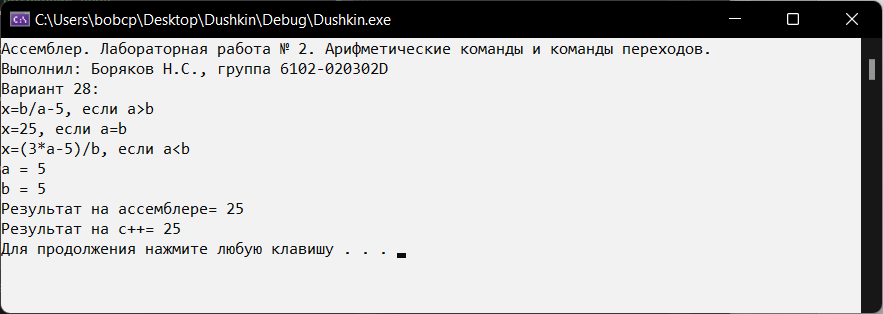 C:\Users\bobcp\Desktop\Dushkin\Debug\Dushkin.exe
Ассемблер. Лабораторная работа № 2. Арифметические команды и команды переходов.
Выполнил: Боряков Н.С., группа 6102-020302D
Вариант 28:
x=b/a-5, если a>b
x=25, если a=b
x=(3*a-5)/b, если a<b
a = 5
b = 5
Результат на ассемблере= 25
Результат на с++= 25
Для продолжения нажмите любую клавишу . . .